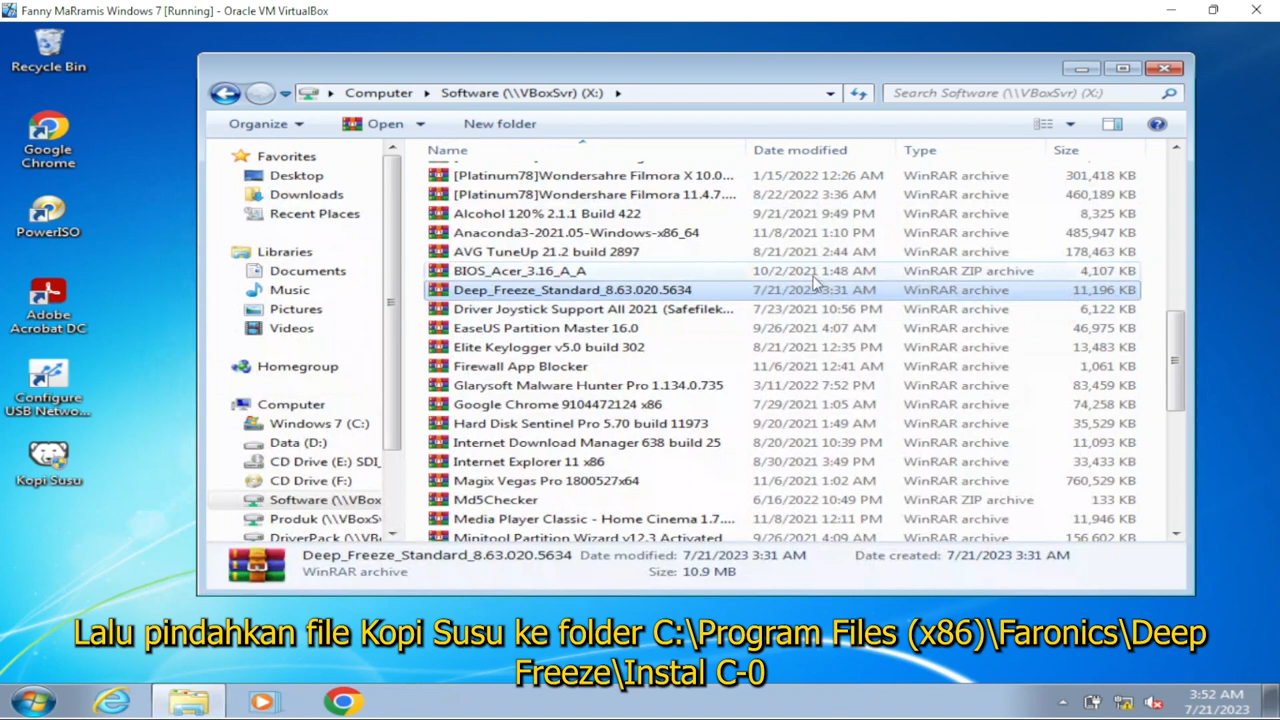 Fanny MaRramis Windows 7 [Running] - Oracle VM VirtualBox
Recycle Bin
Google Chrome
PowerISO
Adobe Acrobat DC
Configure USB Netwo...
Kopi Susu
Computer Software (\\VBoxSvr) (X:)
Search Software (\\VBoxSvr) (X:)
Organize Open New folder
Favorites
Desktop
Downloads
Recent Places
Libraries
Documents
Music
Pictures
Videos
Homegroup
Computer
Windows 7 (C:)
Data (D:)
CD Drive (E:) SDI_
CD Drive (F:)
Software (\\VBox
Produk (\\VBoxSv
DriverPack (\\VBo
Name Date modified Type Size
[Platinum78]Wondersahre Filmora X 10.0... 1/15/2022 12:26 AM WinRAR archive 301,418 KB
[Platinum78]Wondershare Filmora 11.4.7... 8/22/2022 3:36 AM WinRAR archive 460,189 KB
Alcohol 120% 2.1.1 Build 422 9/21/2021 9:49 PM WinRAR archive 8,325 KB
Anaconda3-2021.05-Windows-x86_64 11/8/2021 1:10 PM WinRAR archive 485,947 KB
AVG TuneUp 21.2 build 2897 8/21/2021 2:44 AM WinRAR archive 178,463 KB
BIOS_Acer_3.16_A_A 10/2/2021 1:48 AM WinRAR ZIP archive 4,107 KB
Deep_Freeze_Standard_8.63.020.5634 7/21/2023 3:31 AM WinRAR archive 11,196 KB
Driver Joystick Support All 2021 (Safefilek... 7/23/2021 10:56 PM WinRAR archive 6,122 KB
EaseUS Partition Master 16.0 9/26/2021 4:07 AM WinRAR archive 46,975 KB
Elite Keylogger v5.0 build 302 8/21/2021 12:35 PM WinRAR archive 13,483 KB
Firewall App Blocker 11/6/2021 12:41 AM WinRAR archive 1,061 KB
Glarysoft Malware Hunter Pro 1.134.0.735 3/11/2022 7:52 PM WinRAR archive 83,459 KB
Google Chrome 9104472124 x86 7/29/2021 1:05 AM WinRAR archive 74,258 KB
Hard Disk Sentinel Pro 5.70 build 11973 9/20/2021 1:49 AM WinRAR archive 35,529 KB
Internet Download Manager 638 build 25 8/20/2021 10:39 PM WinRAR archive 11,093 KB
Internet Explorer 11 x86 8/30/2021 3:49 PM WinRAR archive 33,433 KB
Magix Vegas Pro 1800527x64 11/6/2021 1:02 AM WinRAR archive 760,529 KB
Md5Checker 6/16/2022 10:49 PM WinRAR ZIP archive 133 KB
Media Player Classic - Home Cinema 1.7.... 11/8/2021 12:11 PM WinRAR archive 11,946 KB
Minitool Partition Wizard v12.3 Activated 9/26/2021 4:09 AM WinRAR archive 156,602 KB
Deep_Freeze_Standard_8.63.020.5634 Date modified: 7/21/2023 3:31 AM Date created: 7/21/2023 3:31 AM
WinRAR archive Size: 10.9 MB
Lalu pindahkan file Kopi Susu ke folder C:\Program Files (x86)\Faronics\Deep
Freeze\Instal C-0
3:52 AM
7/21/2023